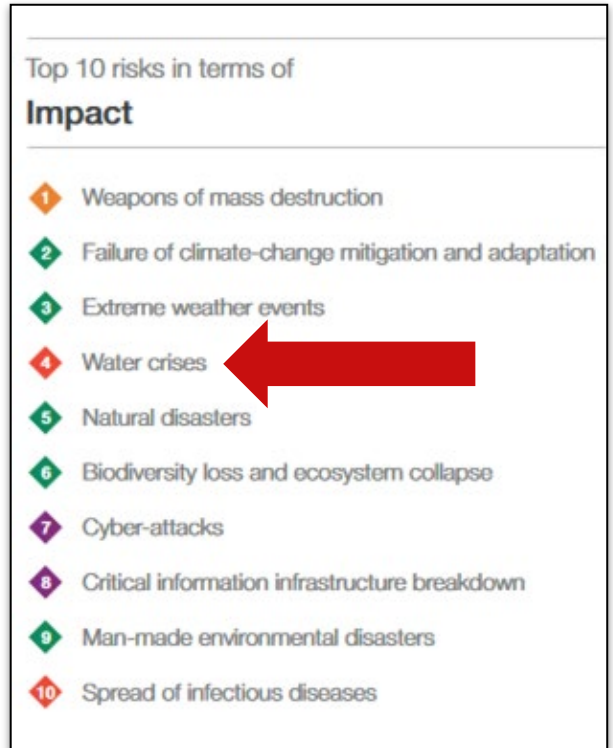 Top 10 risks in terms of
Impact
1 Weapons of mass destruction
2 Failure of climate-change mitigation and adaptation
3 Extreme weather events
4 Water crises
5 Natural disasters
6 Biodiversity loss and ecosystem collapse
7 Cyber-attacks
8 Critical information infrastructure breakdown
9 Man-made environmental disasters
10 Spread of infectious diseases